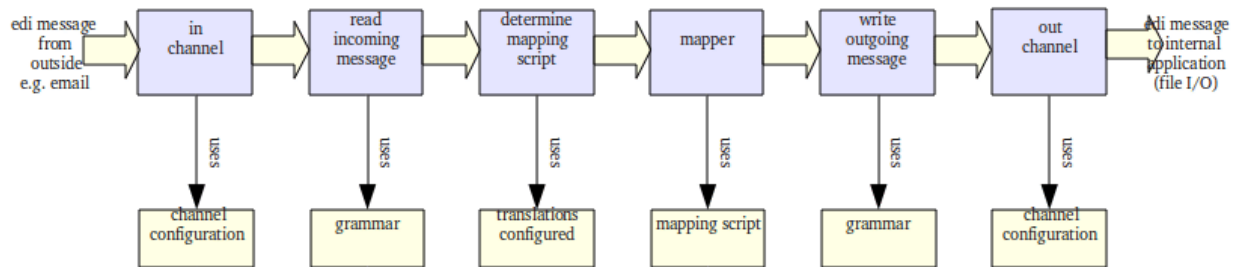 edi message
from
outside
e.g. email
in
channel
read
incoming
message
determine
mapping
script
mapper
write
outgoing
message
out
channel
edi message
to internal
application
(file I/O)
uses
uses
uses
uses
uses
uses
channel
configuration
grammar
translations
configured
mapping script
grammar
channel
configuration